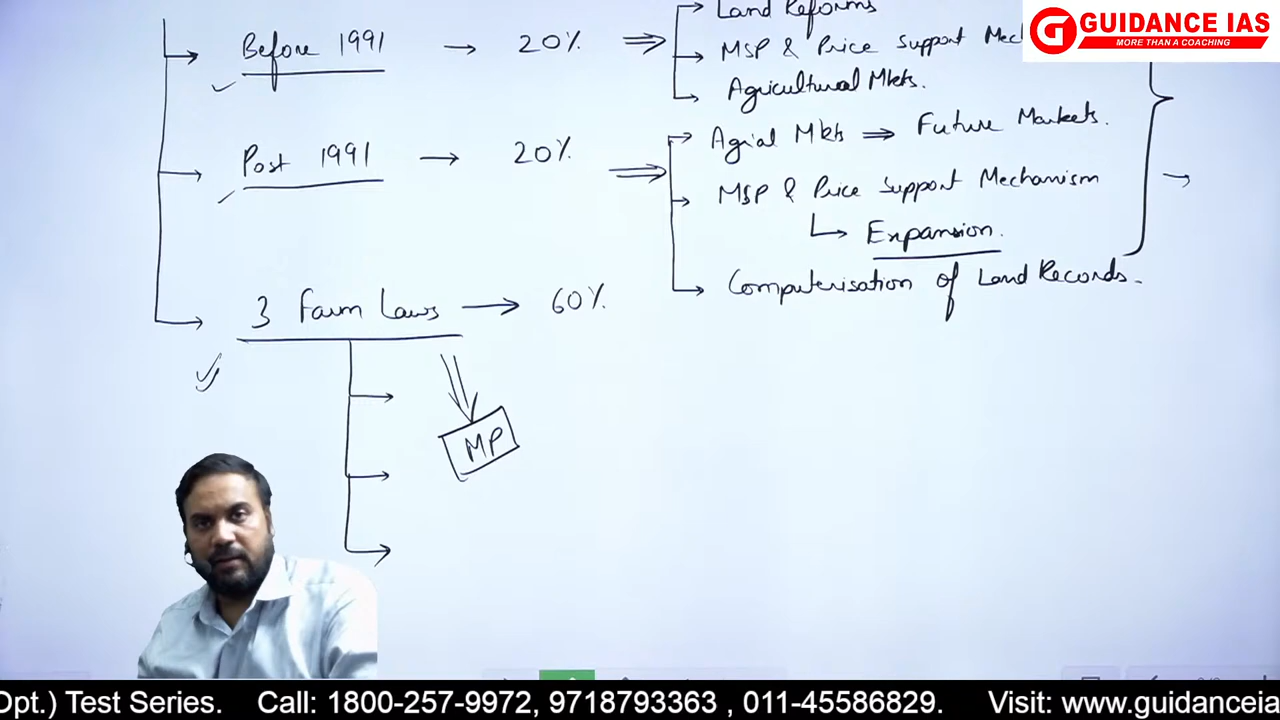 Land Reforms
Before 1991 → 20% ⇒ MSP & Price Support
Agricultural Mkts.
GUIDANCE IAS
MORE THAN A COACHING
Post 1991 → 20% ⇒ Agrial Mkts ⇒ Future Markets.
MSP & Price Support Mechanism
Expansion.
Computerisation of Land Records.
3 Farm Laws → 60%
MP
Opt.) Test Series. Call: 1800-257-9972, 9718793363 , 011-45586829. Visit: www.guidanceia